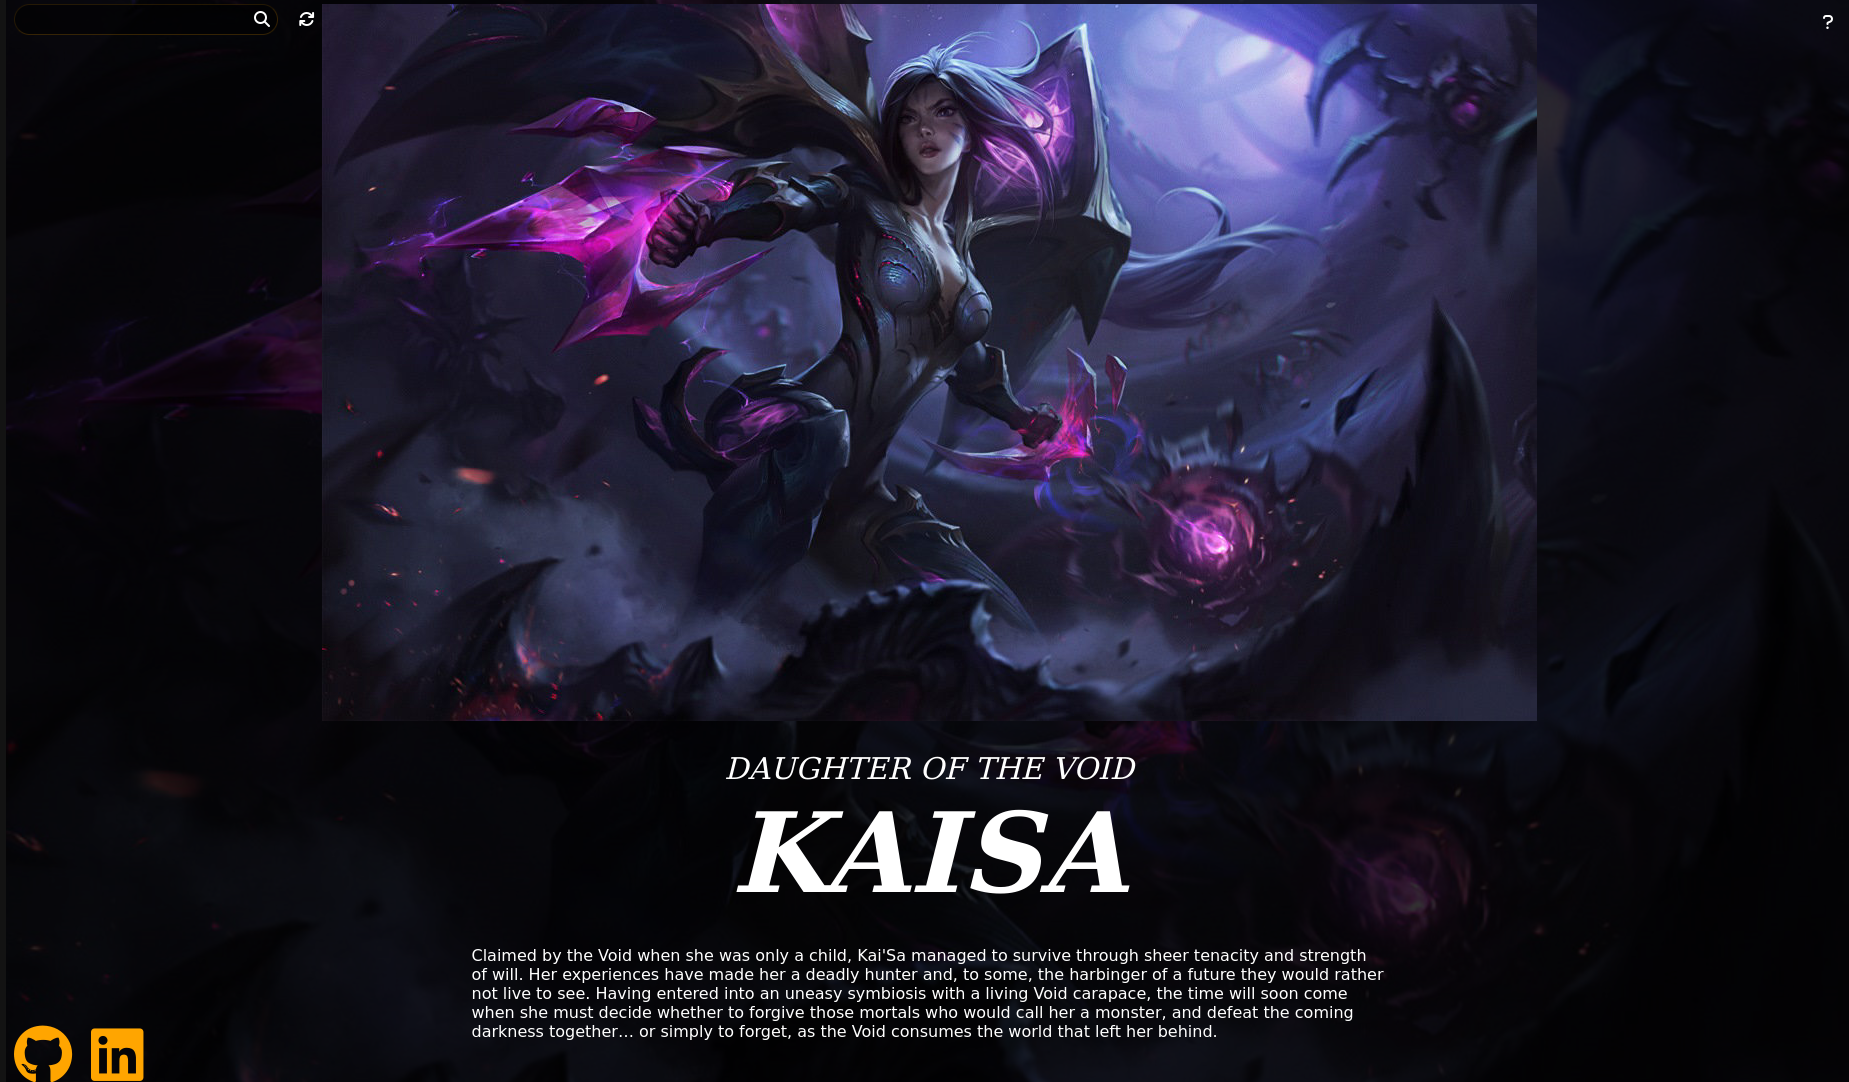 ?
DAUGHTER OF THE VOID
KAISA
Claimed by the Void when she was only a child, Kai'Sa managed to survive through sheer tenacity and strength
of will. Her experiences have made her a deadly hunter and, to some, the harbinger of a future they would rather
not live to see. Having entered into an uneasy symbiosis with a living Void carapace, the time will soon come
when she must decide whether to forgive those mortals who would call her a monster, and defeat the coming
darkness together… or simply to forget, as the Void consumes the world that left her behind.
in